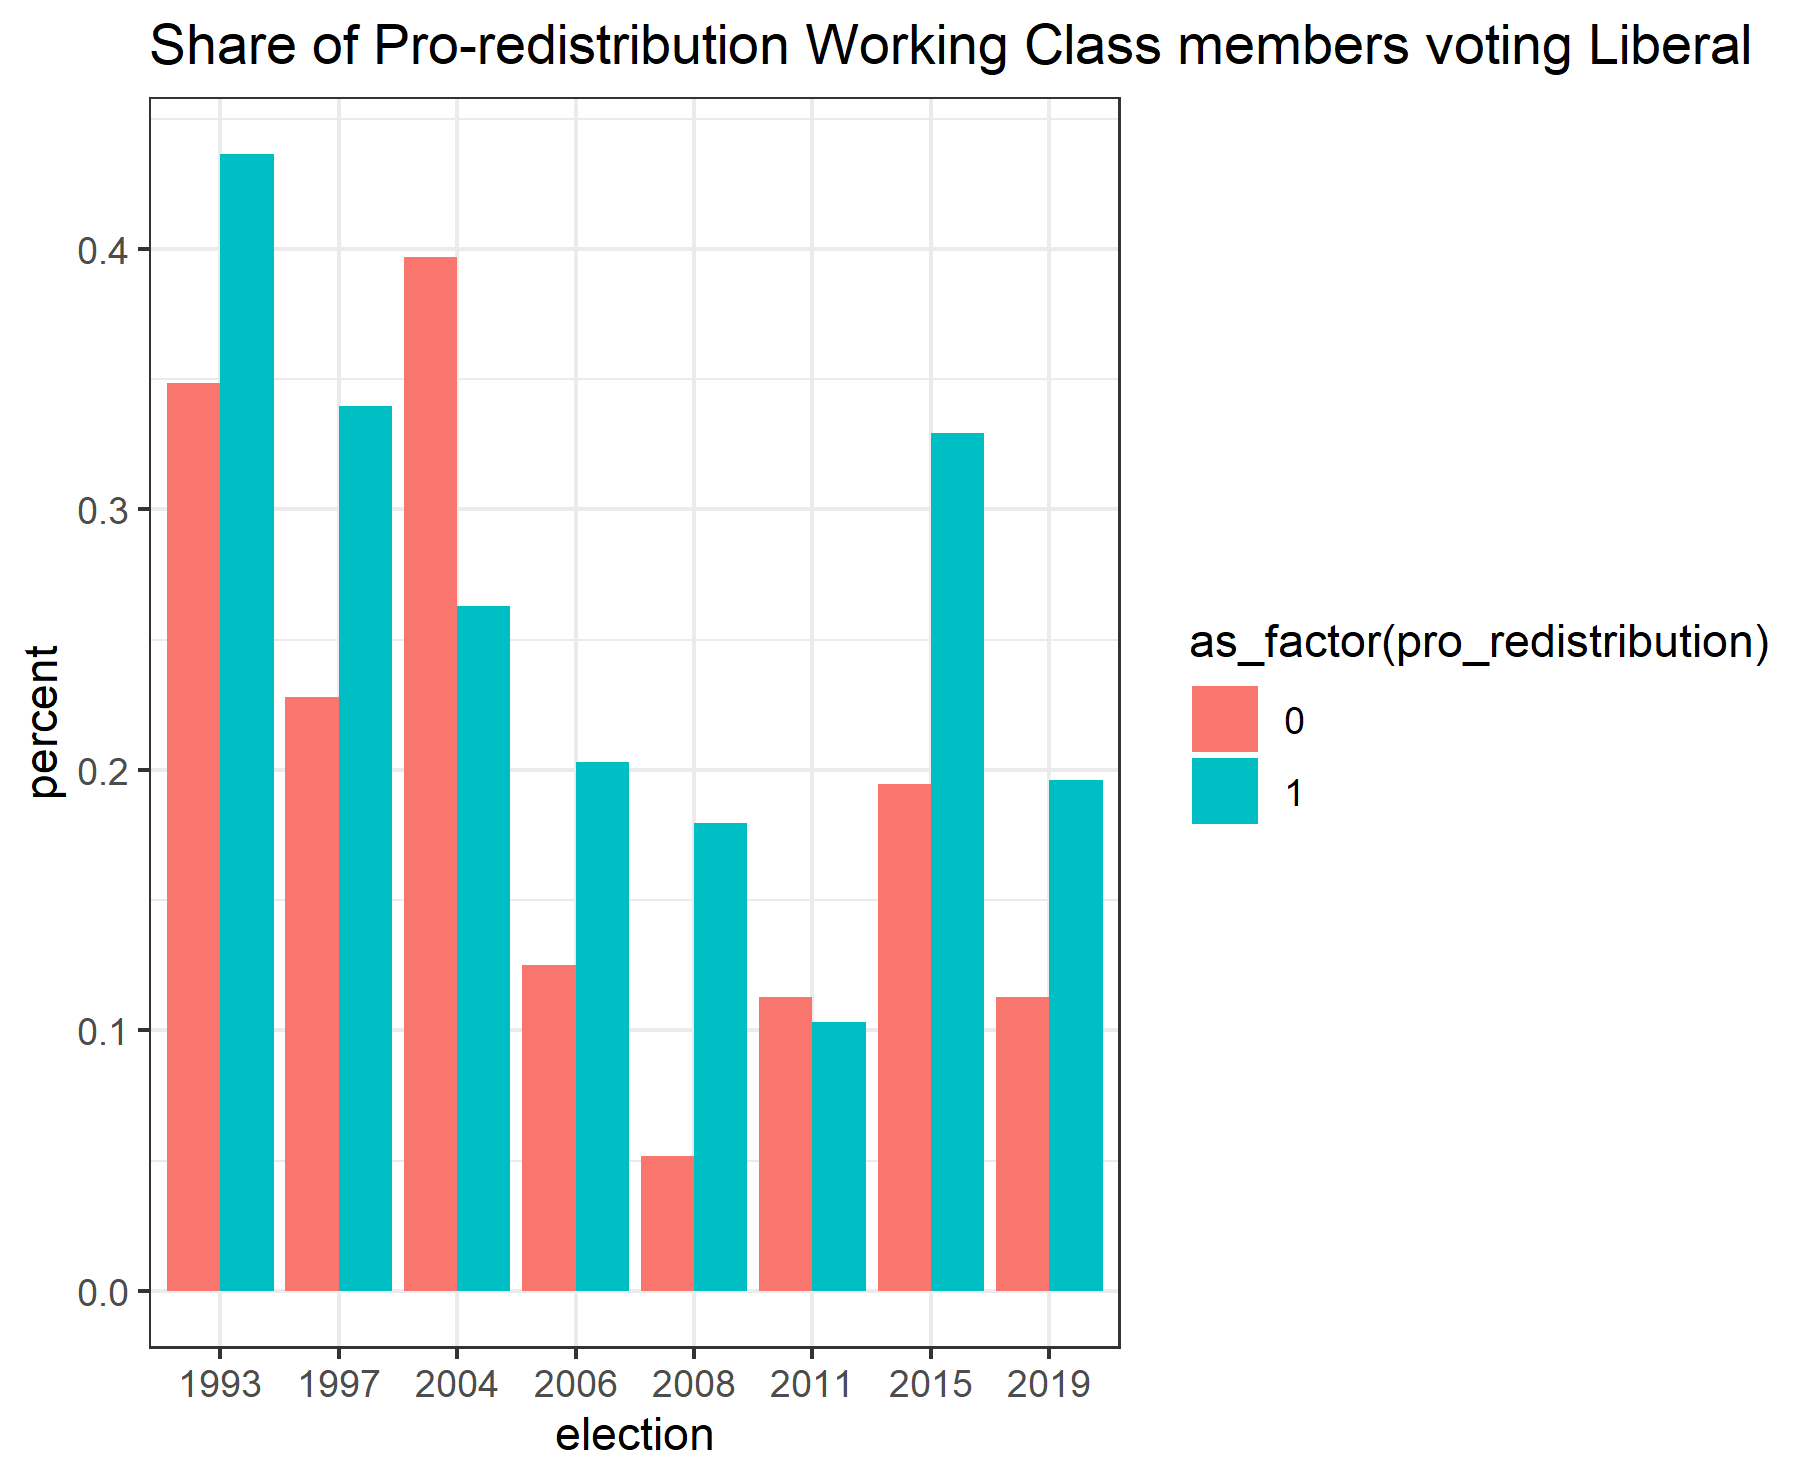 Share of Pro-redistribution Working Class members voting Liberal
percent
0.4
0.3
0.2
0.1
0.0
1993 1997 2004 2006 2008 2011 2015 2019
election
as_factor(pro_redistribution)
0
1